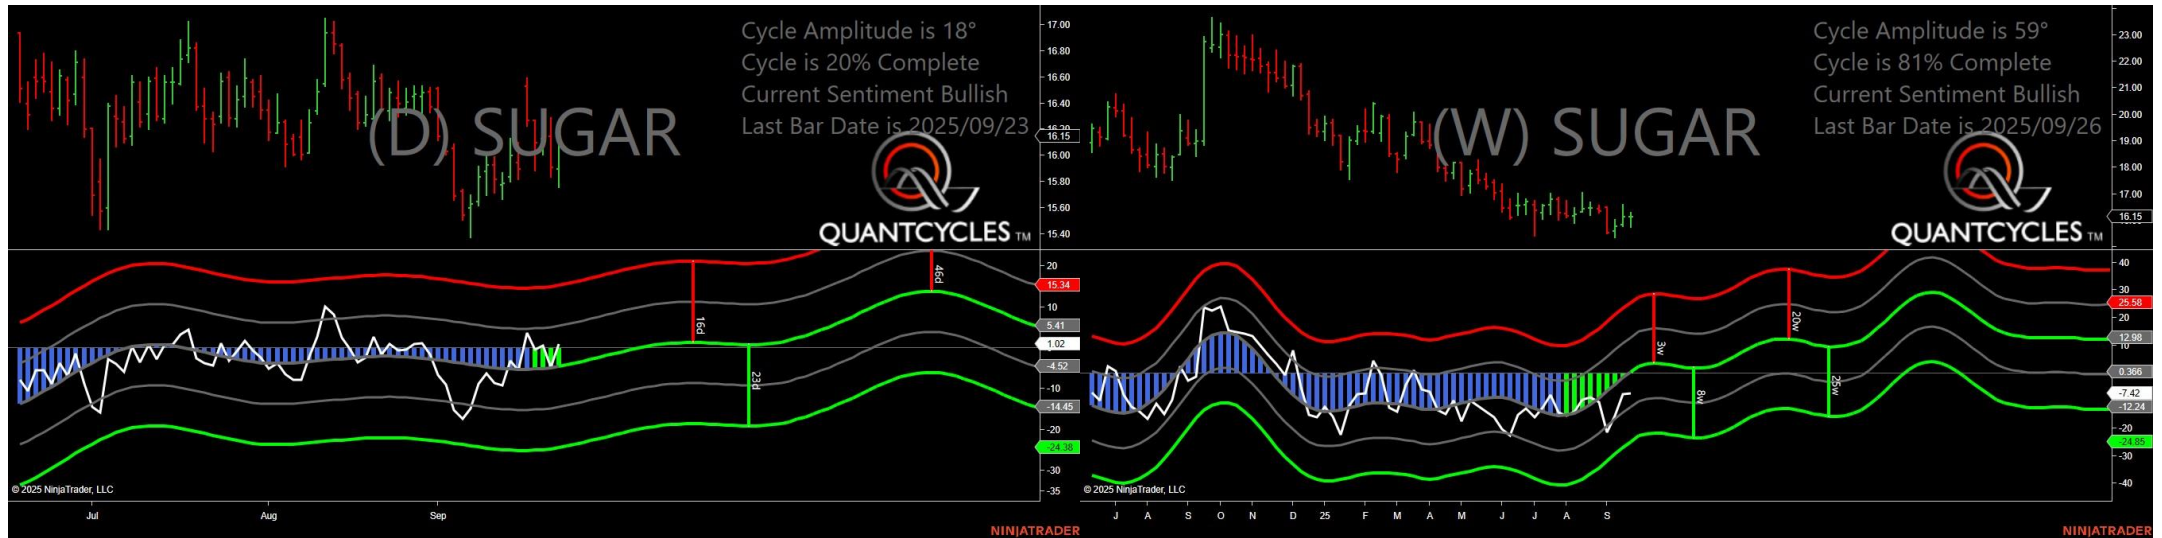 Cycle Amplitude is 18°
Cycle is 20% Complete
Current Sentiment Bullish
Last Bar Date is 2025/09/23
(D) SUGAR
QUANTCYCLES TM
17.00
16.80
16.60
16.40
16.20
16.15
16.00
15.80
15.60
15.40
46d
16d
23d
20
15.34
10
5.41
1.02
-4.52
-10
-14.45
-20
-24.38
-30
-35
© 2025 NinjaTrader, LLC
Jul
Aug
Sep
NINJATRADER
Cycle Amplitude is 59°
Cycle is 81% Complete
Current Sentiment Bullish
Last Bar Date is 2025/09/26
(W) SUGAR
QUANTCYCLES TM
23.00
22.00
21.00
20.00
19.00
18.00
17.00
16.15
3w
20w
8w
25w
40
30
25.58
20
12.98
10
0.366
-7.42
-12.24
-20
-24.85
-30
-40
© 2025 NinjaTrader, LLC
J
A
S
O
N
D
25
F
M
A
M
J
J
A
S
NINJATRADER